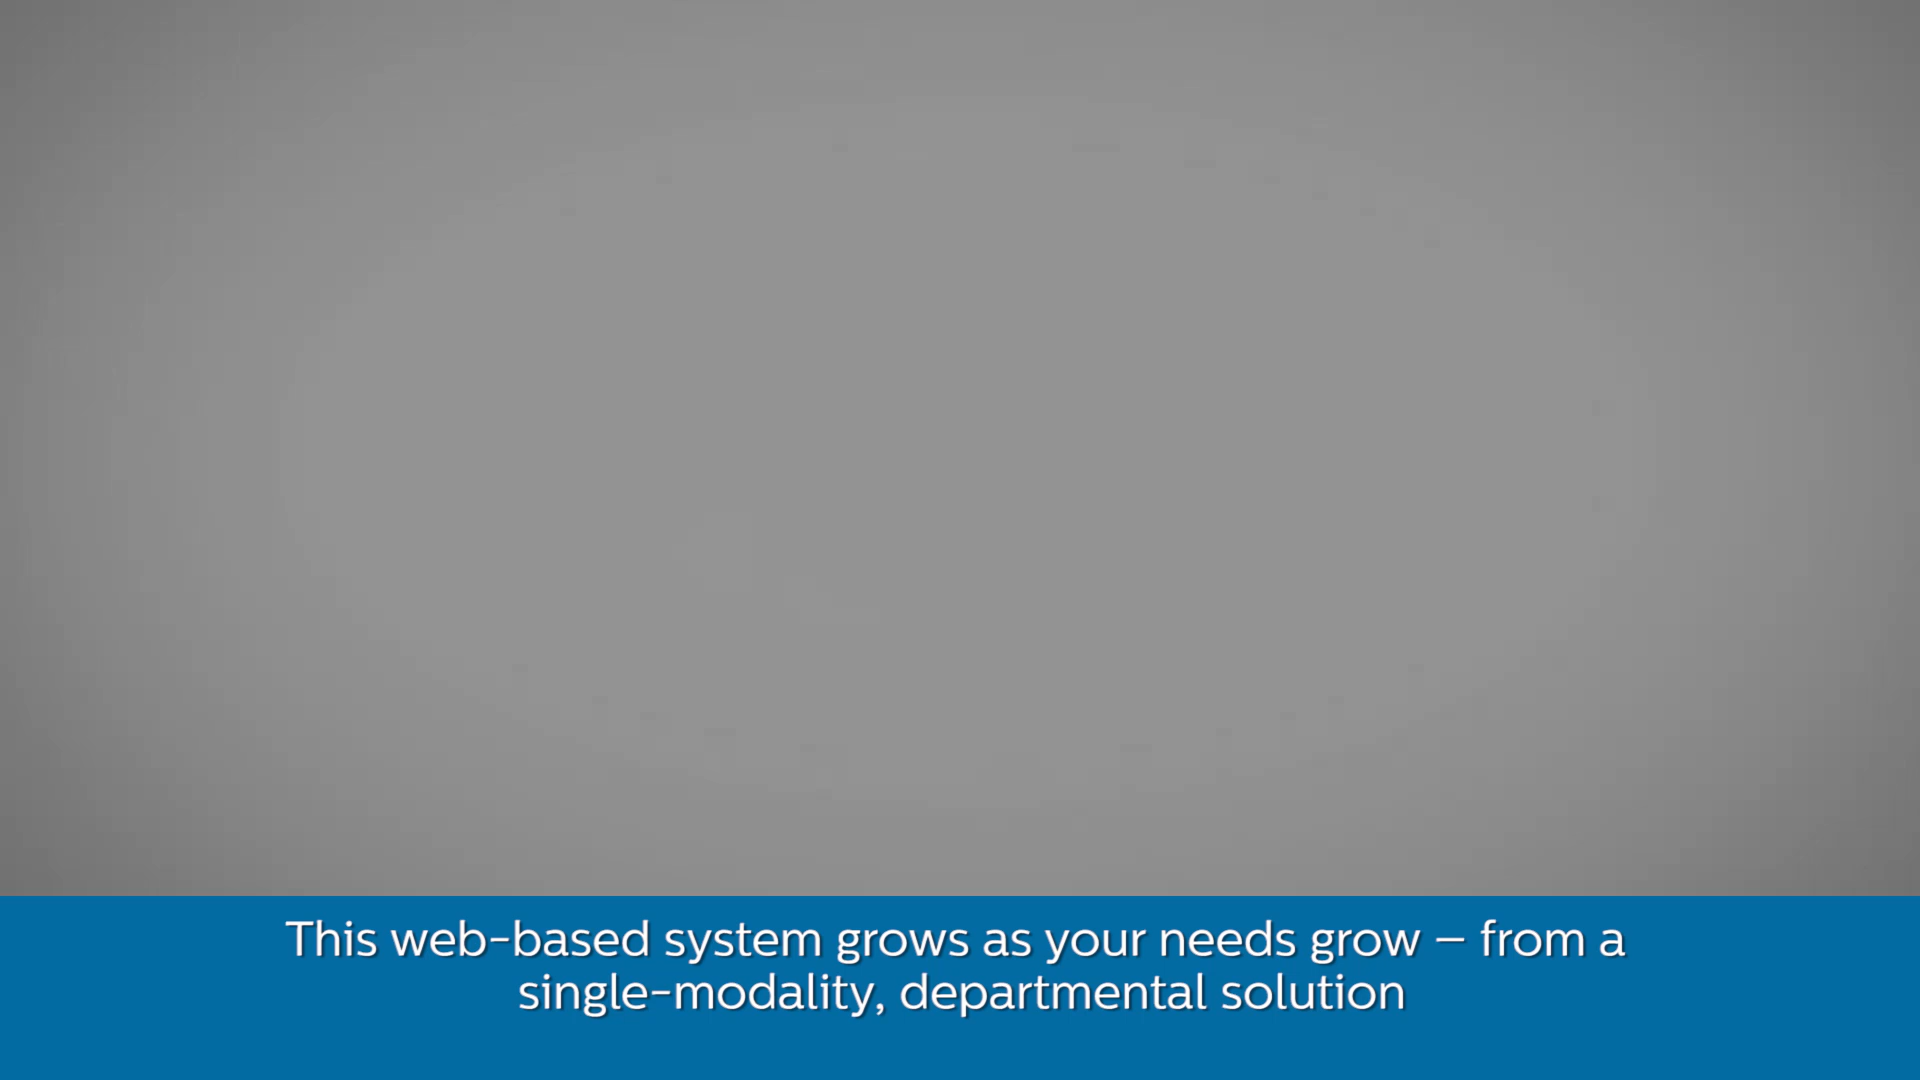 This web-based system grows as your needs grow – from a
single-modality, departmental solution